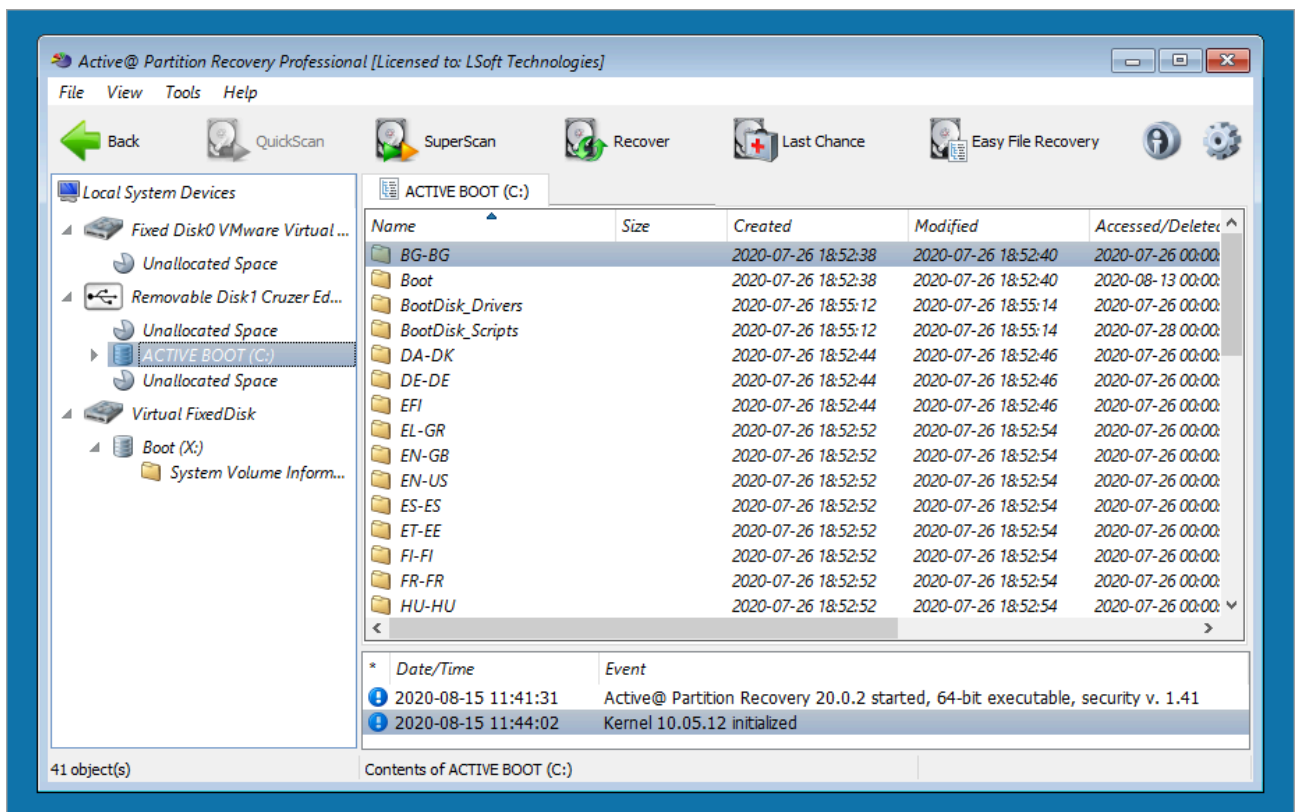 Active@ Partition Recovery Professional [Licensed to: LSoft Technologies]
File View Tools Help
Back QuickScan SuperScan Recover Last Chance Easy File Recovery
Local System Devices
Fixed Disk0 VMware Virtual ...
Unallocated Space
Removable Disk1 Cruzer Ed...
Unallocated Space
ACTIVE BOOT (C:)
Unallocated Space
Virtual FixedDisk
Boot (X:)
System Volume Inform...
ACTIVE BOOT (C:)
Name Size Created Modified Accessed/Deleted
BG-BG 2020-07-26 18:52:38 2020-07-26 18:52:40 2020-07-26 00:00:
Boot 2020-07-26 18:52:38 2020-07-26 18:52:40 2020-08-13 00:00:
BootDisk_Drivers 2020-07-26 18:55:12 2020-07-26 18:55:14 2020-07-26 00:00:
BootDisk_Scripts 2020-07-26 18:55:12 2020-07-26 18:55:14 2020-07-28 00:00:
DA-DK 2020-07-26 18:52:44 2020-07-26 18:52:46 2020-07-26 00:00:
DE-DE 2020-07-26 18:52:44 2020-07-26 18:52:46 2020-07-26 00:00:
EFI 2020-07-26 18:52:44 2020-07-26 18:52:46 2020-07-26 00:00:
EL-GR 2020-07-26 18:52:52 2020-07-26 18:52:54 2020-07-26 00:00:
EN-GB 2020-07-26 18:52:52 2020-07-26 18:52:54 2020-07-26 00:00:
EN-US 2020-07-26 18:52:52 2020-07-26 18:52:54 2020-07-26 00:00:
ES-ES 2020-07-26 18:52:52 2020-07-26 18:52:54 2020-07-26 00:00:
ET-EE 2020-07-26 18:52:52 2020-07-26 18:52:54 2020-07-26 00:00:
FI-FI 2020-07-26 18:52:52 2020-07-26 18:52:54 2020-07-26 00:00:
FR-FR 2020-07-26 18:52:52 2020-07-26 18:52:54 2020-07-26 00:00:
HU-HU 2020-07-26 18:52:52 2020-07-26 18:52:54 2020-07-26 00:00:
* Date/Time Event
2020-08-15 11:41:31 Active@ Partition Recovery 20.0.2 started, 64-bit executable, security v. 1.41
2020-08-15 11:44:02 Kernel 10.05.12 initialized
41 object(s) Contents of ACTIVE BOOT (C:)